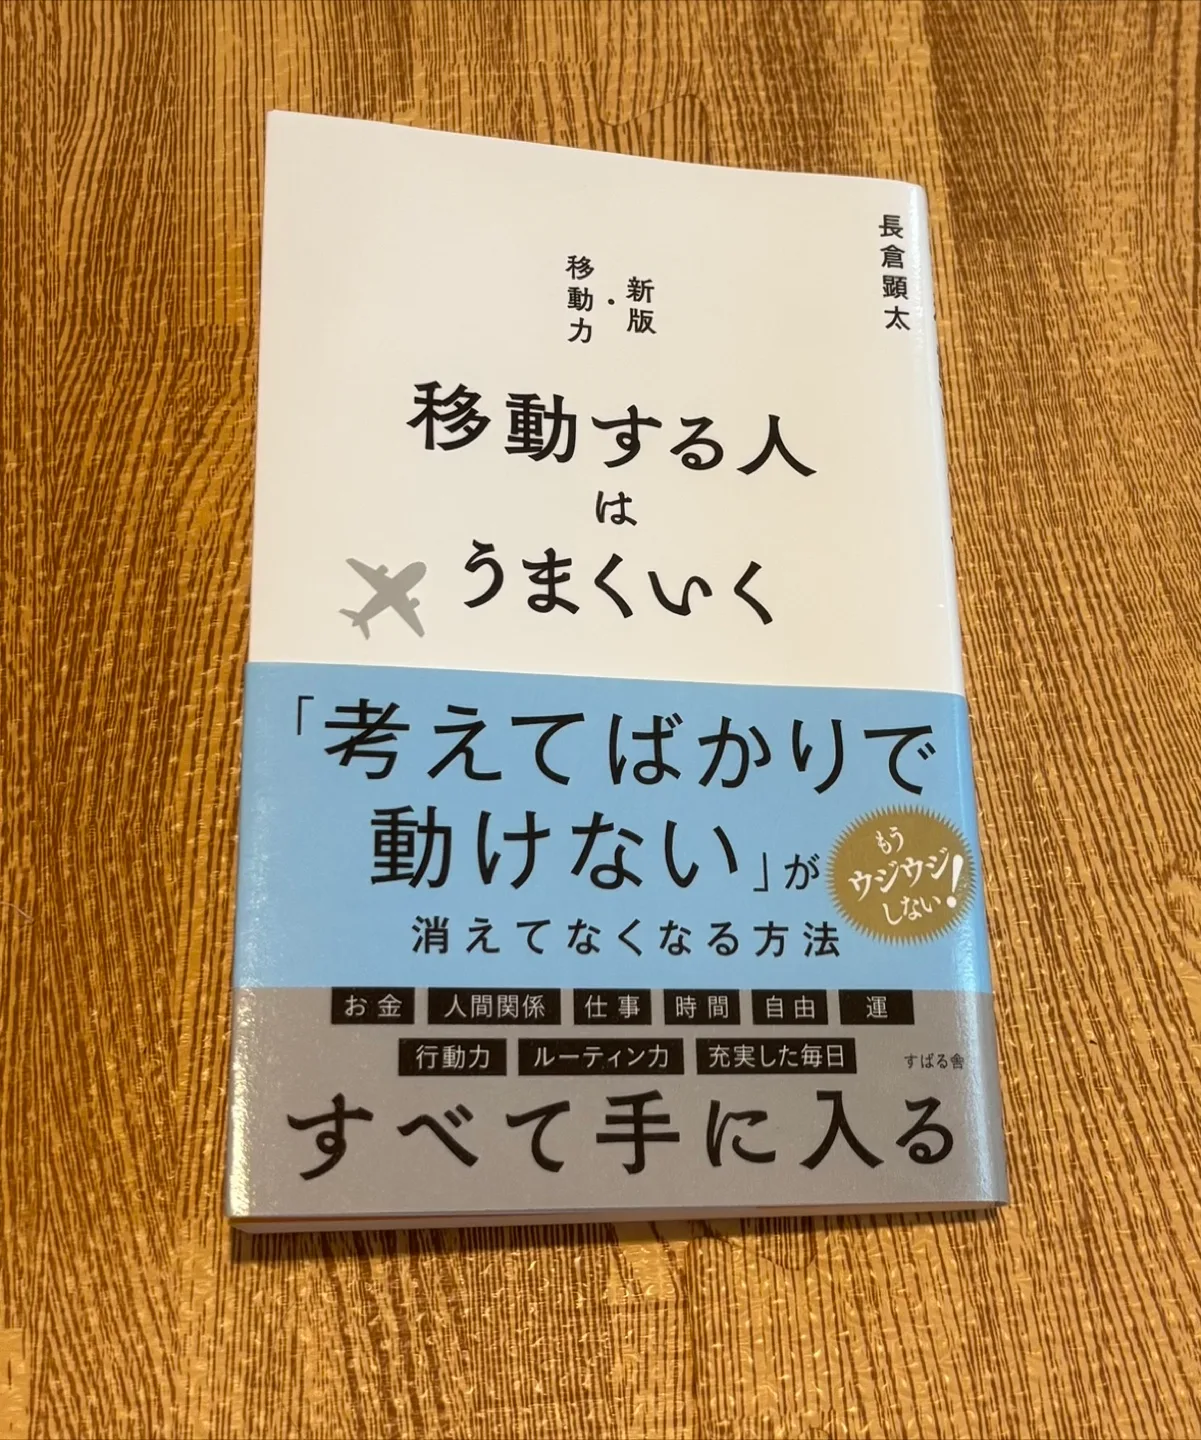 長倉顕太
新版・
移動力
移動する人
は
うまくいく
「考えてばかりで
動けない」が
消えてなくなる方法
もう
ウジウジ
しない!
お金 人間関係 仕事 時間 自由 運
行動力 ルーティン力 充実した毎日
すばる舎
すべて手に入る